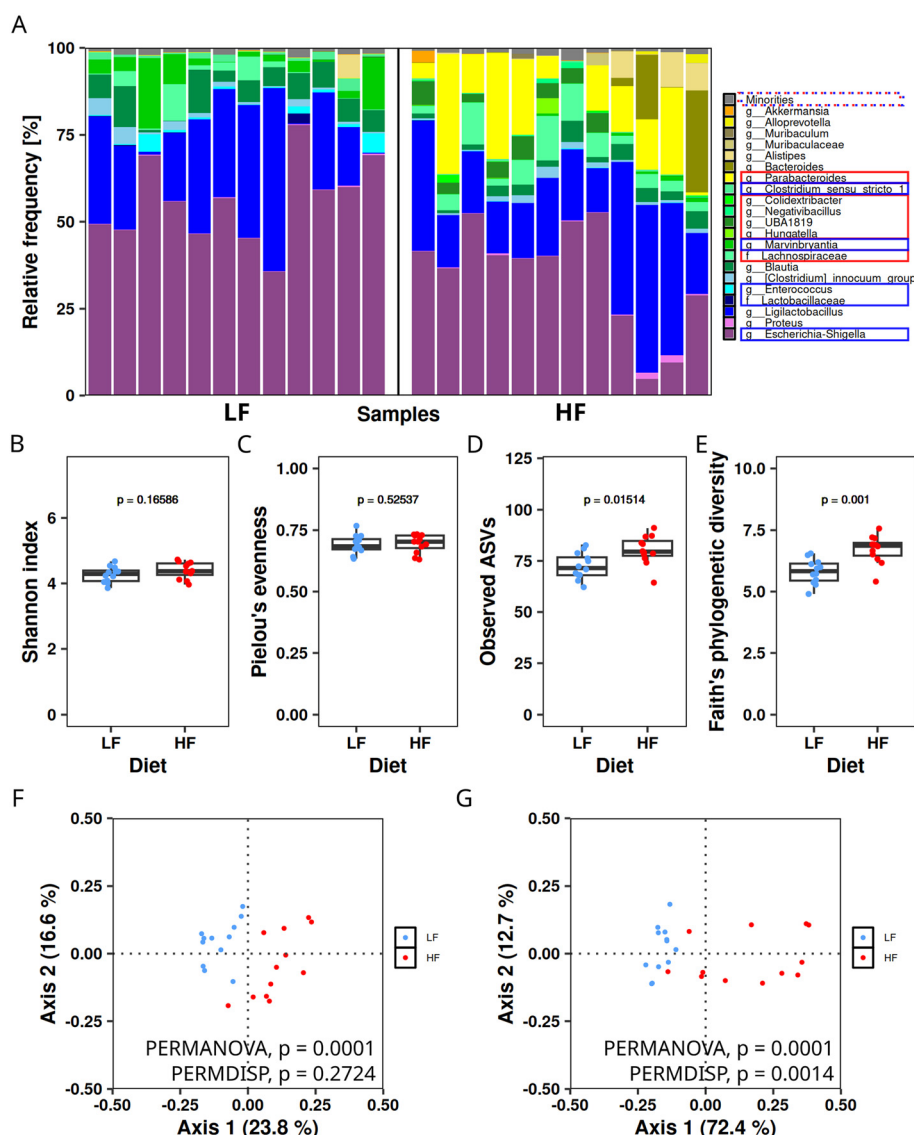 A
Relative frequency [%]
100
75
50
25
0
LF
Samples
HF
Minorities
g__Akkermansia
g__Alloprevotella
g__Muribaculum
g__Muribaculaceae
g__Alistipes
g__Bacteroides
g__Parabacteroides
g__Clostridium_sensu_stricto_1
g__Colidextribacter
g__Negativibacillus
g__UBA1819
g__Hungatella
g__Marvinbryantia
f__Lachnospiraceae
g__Blautia
g__[Clostridium]_innocuum_group
g__Enterococcus
f__Lactobacillaceae
g__Ligilactobacillus
g__Proteus
g__Escherichia-Shigella
B
Shannon index
6
4
2
0
p = 0.16586
LF HF
Diet
C
Pielou's evenness
1.00
0.75
0.50
0.25
0.00
p = 0.52537
LF HF
Diet
D
Observed ASVs
125
100
75
50
25
0
p = 0.01514
LF HF
Diet
E
Faith's phylogenetic diversity
10.0
7.5
5.0
2.5
0.0
p = 0.001
LF HF
Diet
F
Axis 2 (16.6 %)
0.50
0.25
0.00
-0.25
-0.50
PERMANOVA, p = 0.0001
PERMDISP, p = 0.2724
-0.50 -0.25 0.00 0.25 0.50
Axis 1 (23.8 %)
LF
HF
G
Axis 2 (12.7 %)
0.50
0.25
0.00
-0.25
-0.50
PERMANOVA, p = 0.0001
PERMDISP, p = 0.0014
-0.50 -0.25 0.00 0.25 0.50
Axis 1 (72.4 %)
LF
HF